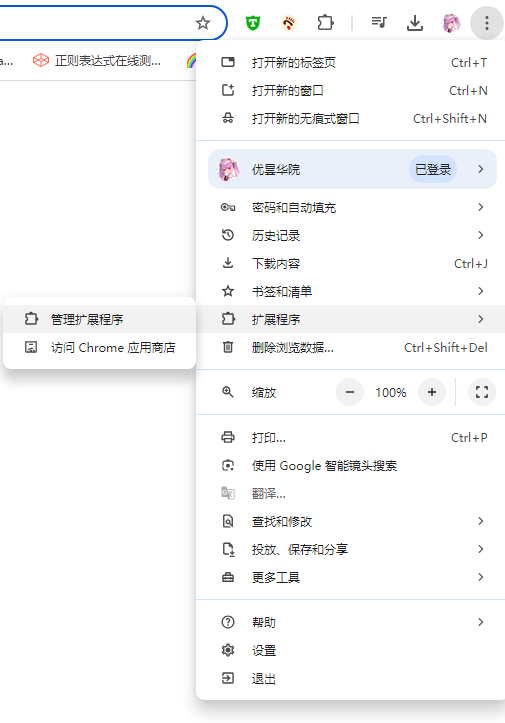 a...
正则表达式在线测...
打开新的标签页 Ctrl+T
打开新的窗口 Ctrl+N
打开新的无痕式窗口 Ctrl+Shift+N
优昙华院 已登录
密码和自动填充
历史记录
下载内容 Ctrl+J
书签和清单
管理扩展程序
扩展程序
访问 Chrome 应用商店
删除浏览数据... Ctrl+Shift+Del
缩放 − 100% +
打印... Ctrl+P
使用 Google 智能镜头搜索
翻译...
查找和修改
投放、保存和分享
更多工具
帮助
设置
退出